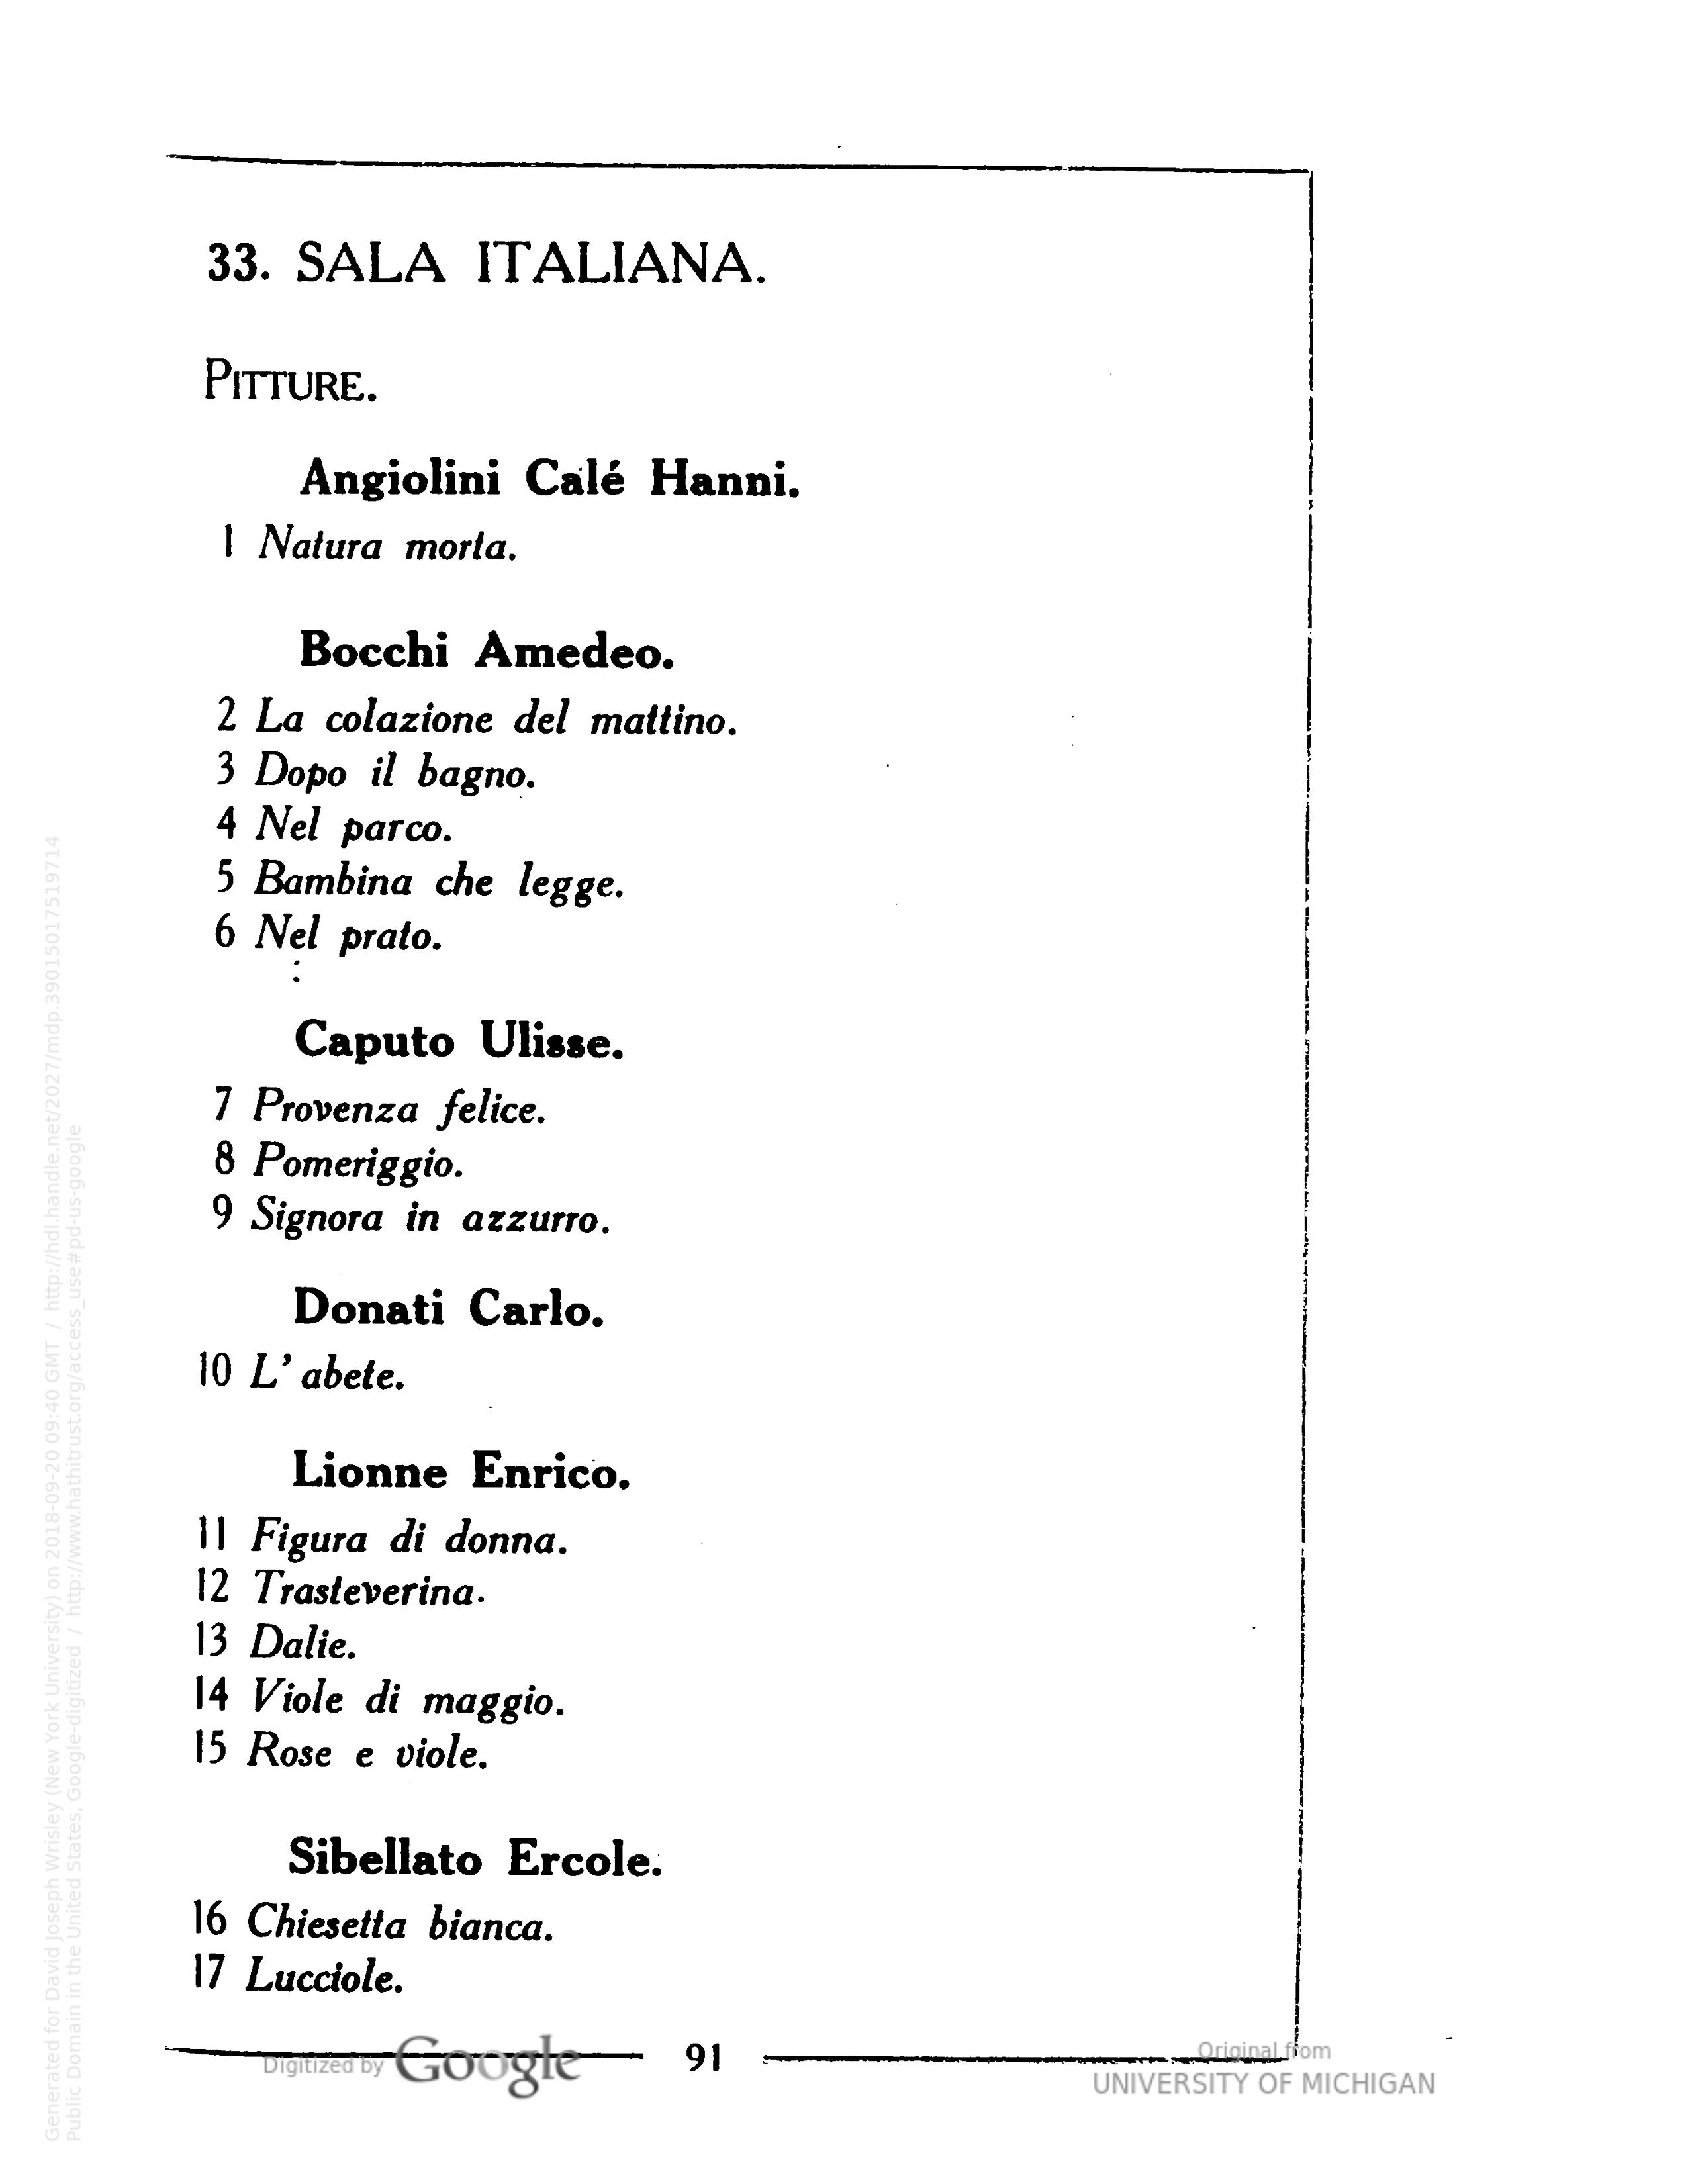 33. SALA ITALIANA.
PITTURE.
Angiolini Calé Hanni.
1 Natura morta.
Bocchi Amedeo.
2 La colazione del mattino.
3 Dopo il bagno.
4 Nel parco.
5 Bambina che legge.
6 Nel prato.
Caputo Ulisse.
7 Provenza felice.
8 Pomeriggio.
9 Signora in azzurro.
Donati Carlo.
10 L' abete.
Lionne Enrico.
11 Figura di donna.
12 Trasteverina.
13 Dalie.
14 Viole di maggio.
15 Rose e viole.
Sibellato Ercole.
16 Chiesetta bianca.
17 Lucciole.
91
Digitized by Google
Original from
UNIVERSITY OF MICHIGAN
Generated for David Joseph Wrisley (New York University) on 2018-09-20 09:40 GMT / http://hdl.handle.net/2027/mdp.39015017519714
Public Domain in the United States, Google-digitized / http://www.hathitrust.org/access_use#pd-us-google